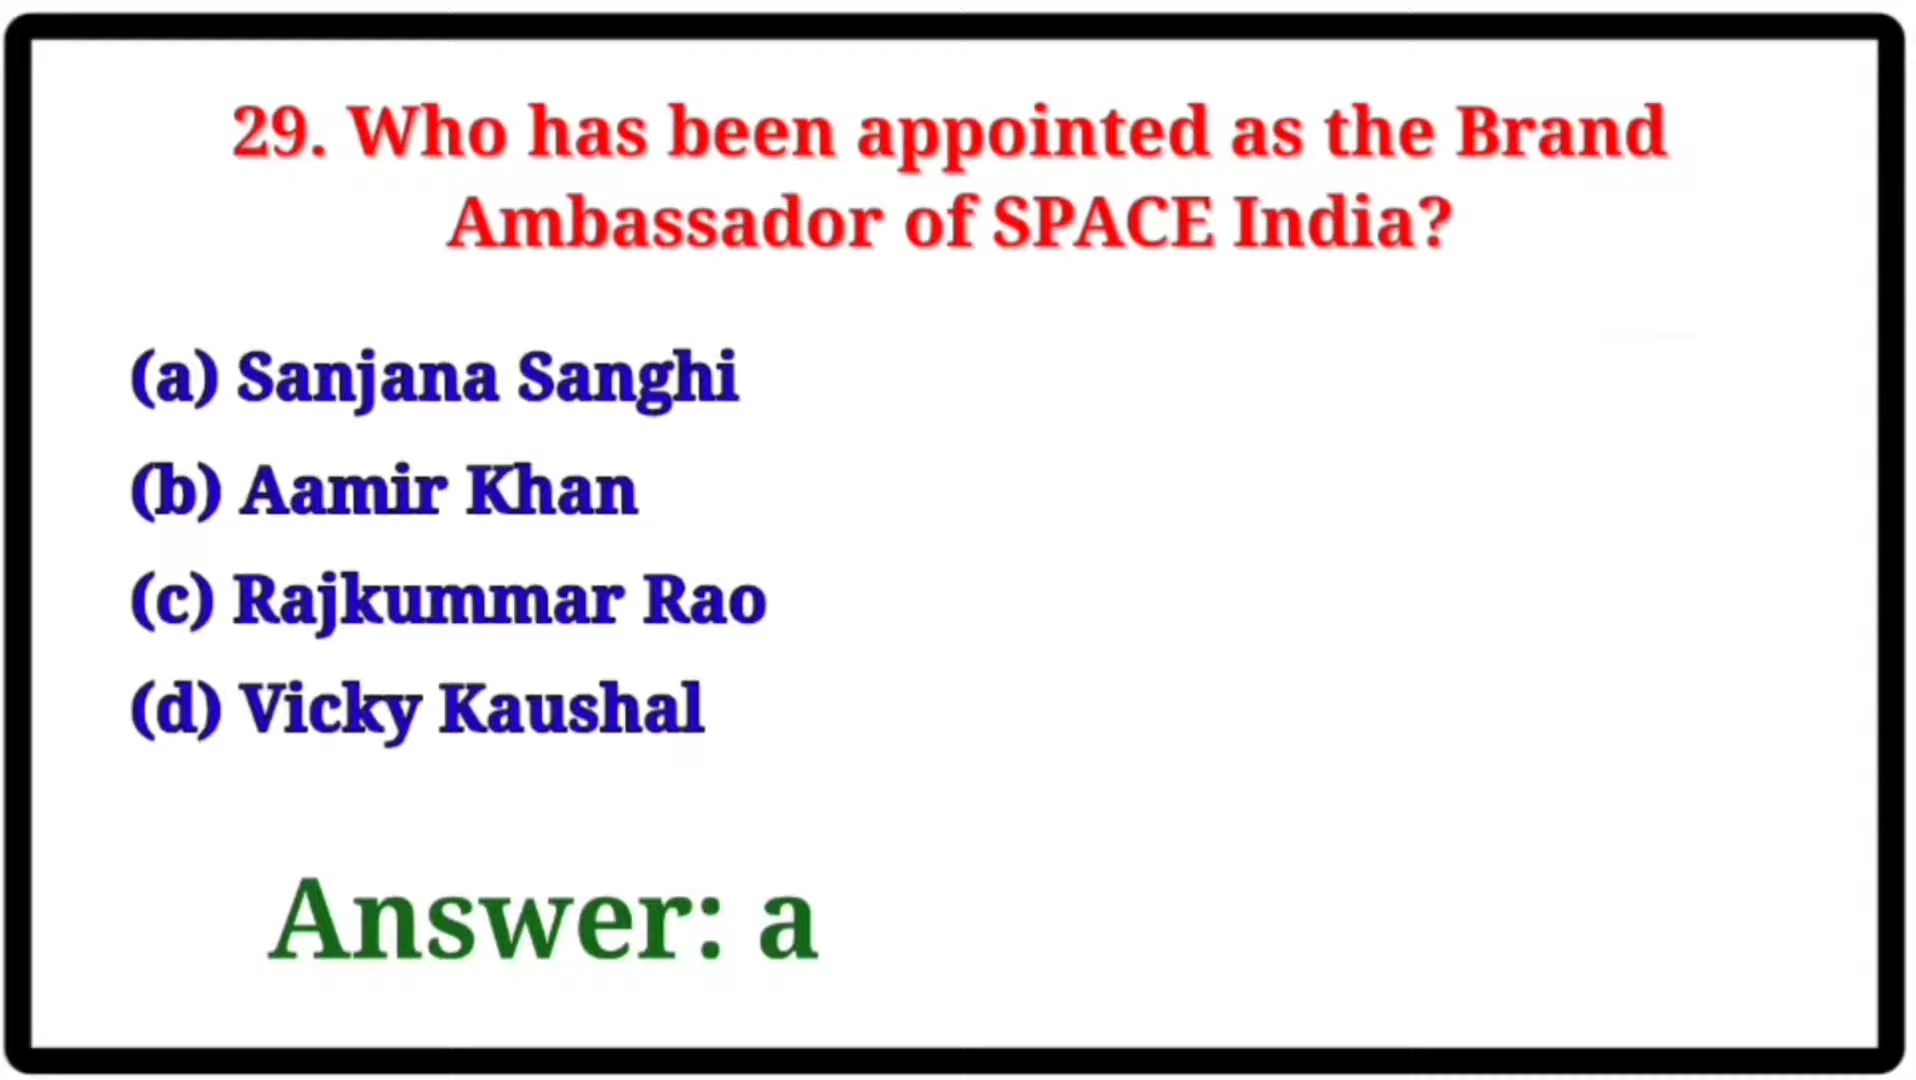 29. Who has been appointed as the Brand
Ambassador of SPACE India?
(a) Sanjana Sanghi
(b) Aamir Khan
(c) Rajkummar Rao
(d) Vicky Kaushal
Answer: a